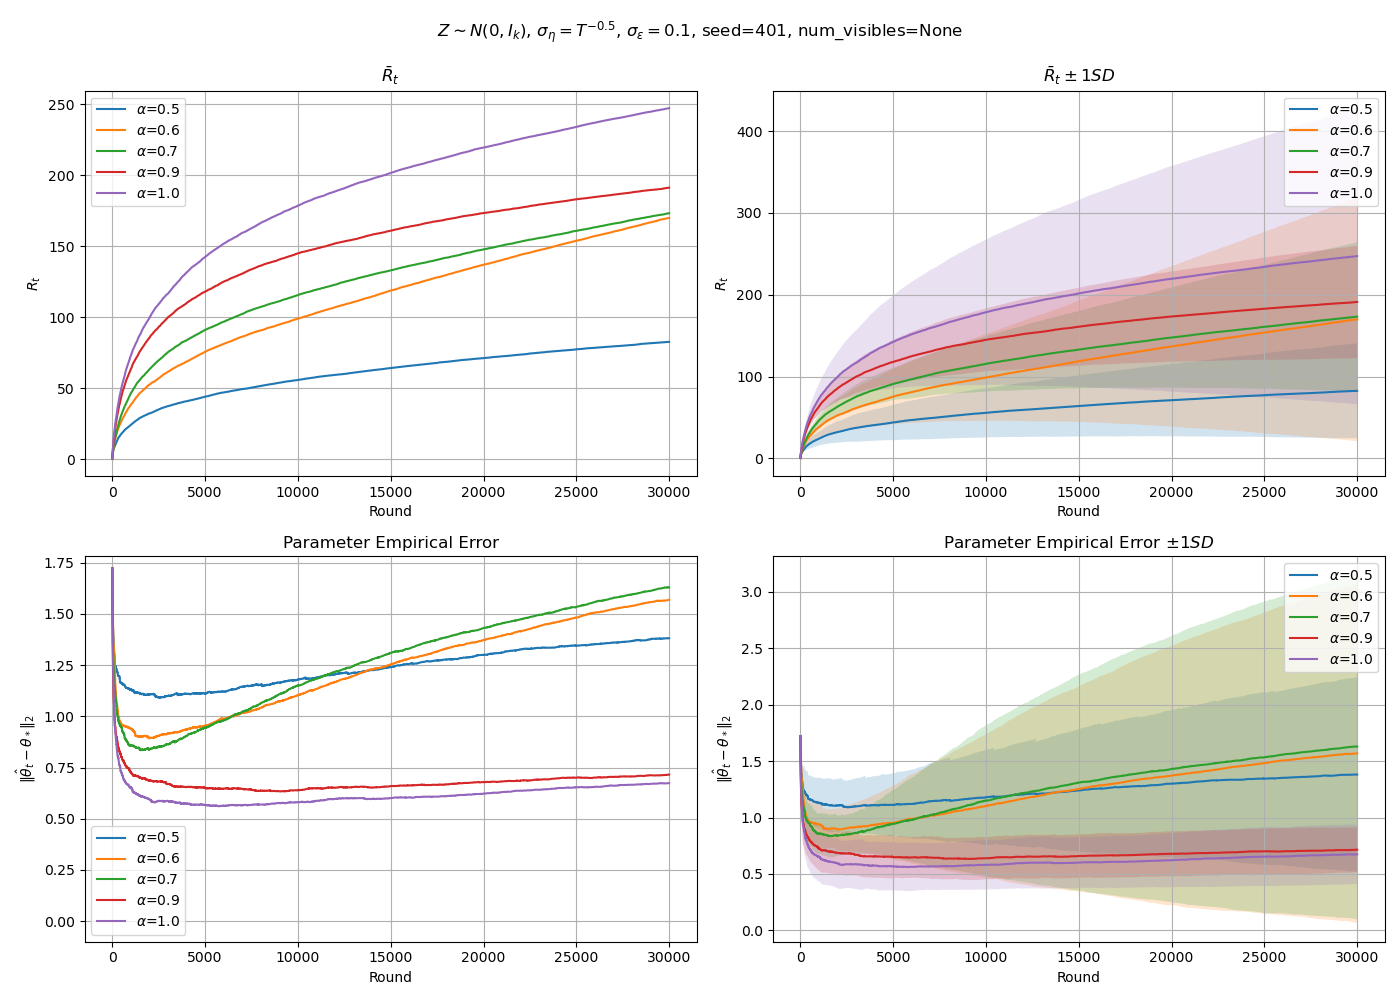 Z ~ N(0, I_k), σ_η = T^{-0.5}, σ_ε = 0.1, seed=401, num_visibles=None
R̄_t
250
200
150
100
50
0
R_t
α=0.5
α=0.6
α=0.7
α=0.9
α=1.0
0 5000 10000 15000 20000 25000 30000
Round
R̄_t ± 1SD
400
300
200
100
0
R_t
α=0.5
α=0.6
α=0.7
α=0.9
α=1.0
0 5000 10000 15000 20000 25000 30000
Round
Parameter Empirical Error
1.75
1.50
1.25
1.00
0.75
0.50
0.25
0.00
‖θ̂_t − θ_*‖_2
α=0.5
α=0.6
α=0.7
α=0.9
α=1.0
0 5000 10000 15000 20000 25000 30000
Round
Parameter Empirical Error ±1SD
3.0
2.5
2.0
1.5
1.0
0.5
0.0
‖θ̂_t − θ_*‖_2
α=0.5
α=0.6
α=0.7
α=0.9
α=1.0
0 5000 10000 15000 20000 25000 30000
Round